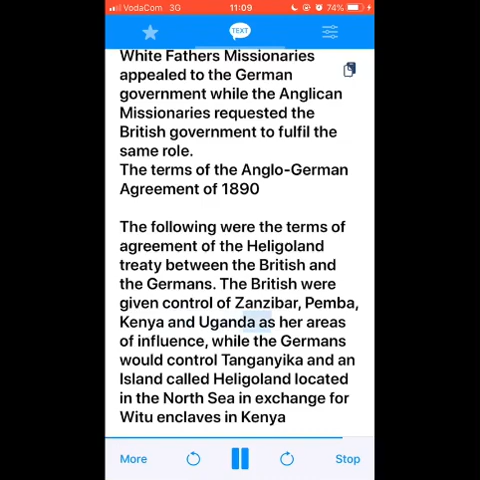 VodaCom 3G
11:09
74%
TEXT
White Fathers Missionaries
appealed to the German
government while the Anglican
Missionaries requested the
British government to fulfil the
same role.
The terms of the Anglo-German
Agreement of 1890
The following were the terms of
agreement of the Heligoland
treaty between the British and
the Germans. The British were
given control of Zanzibar, Pemba,
Kenya and Uganda as her areas
of influence, while the Germans
would control Tanganyika and an
Island called Heligoland located
in the North Sea in exchange for
Witu enclaves in Kenya
More
Stop